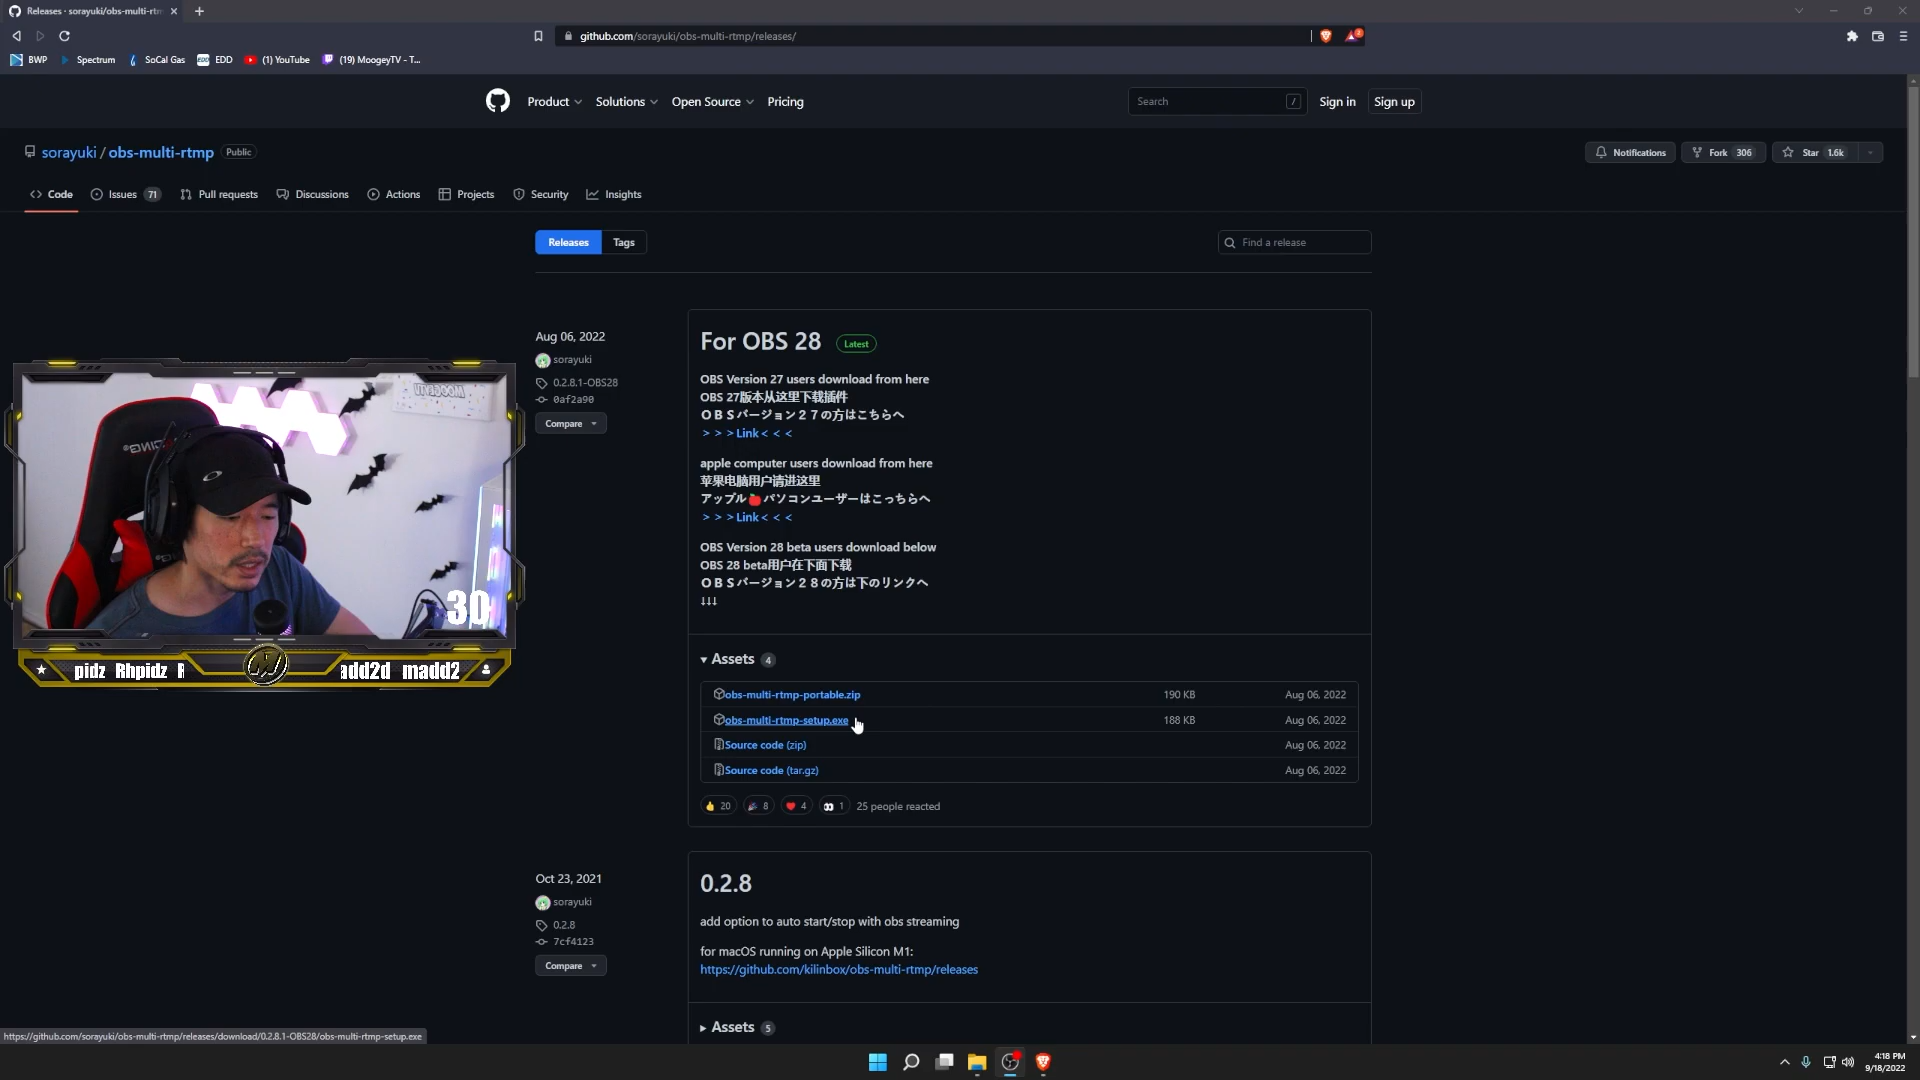 Releases · sorayuki/obs-multi-rtm
github.com/sorayuki/obs-multi-rtmp/releases/
BWP
Spectrum
SoCal Gas
EDD
(1) YouTube
(19) MoogeyTV - T...
Product
Solutions
Open Source
Pricing
Search
/
Sign in
Sign up
sorayuki / obs-multi-rtmp
Public
Notifications
Fork 306
Star 1.6k
Code
Issues 71
Pull requests
Discussions
Actions
Projects
Security
Insights
Releases
Tags
Find a release
Aug 06, 2022
sorayuki
0.2.8.1-OBS28
0af2a90
Compare
For OBS 28
Latest
OBS Version 27 users download from here
OBS 27版本从这里下载插件
ＯＢＳバージョン２７の方はこちらへ
＞＞＞Link＜＜＜
apple computer users download from here
苹果电脑用户请进这里
アップル🍎パソコンユーザーはこっちらへ
＞＞＞Link＜＜＜
OBS Version 28 beta users download below
OBS 28 beta用户在下面下载
ＯＢＳバージョン２８の方は下のリンクへ
↓↓↓
Assets 4
obs-multi-rtmp-portable.zip
190 KB
Aug 06, 2022
obs-multi-rtmp-setup.exe
188 KB
Aug 06, 2022
Source code (zip)
Aug 06, 2022
Source code (tar.gz)
Aug 06, 2022
20
8
4
1
25 people reacted
30
pidz Rhpidz
add2d madd2
Oct 23, 2021
sorayuki
0.2.8
7cf4123
Compare
0.2.8
add option to auto start/stop with obs streaming
for macOS running on Apple Silicon M1:
https://github.com/kilinbox/obs-multi-rtmp/releases
Assets 5
https://github.com/sorayuki/obs-multi-rtmp/releases/download/0.2.8.1-OBS28/obs-multi-rtmp-setup.exe
4:18 PM
9/18/2022